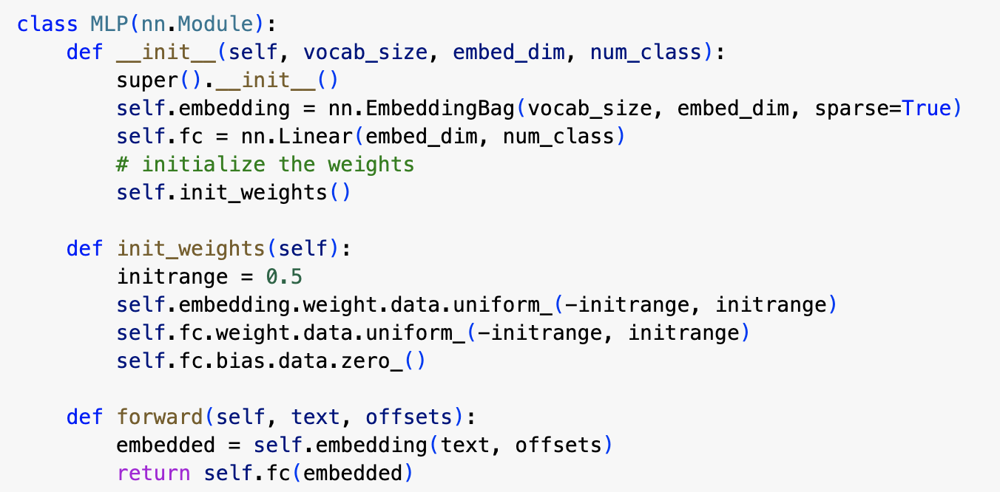 class MLP(nn.Module):
    def __init__(self, vocab_size, embed_dim, num_class):
        super().__init__()
        self.embedding = nn.EmbeddingBag(vocab_size, embed_dim, sparse=True)
        self.fc = nn.Linear(embed_dim, num_class)
        # initialize the weights
        self.init_weights()

    def init_weights(self):
        initrange = 0.5
        self.embedding.weight.data.uniform_(-initrange, initrange)
        self.fc.weight.data.uniform_(-initrange, initrange)
        self.fc.bias.data.zero_()

    def forward(self, text, offsets):
        embedded = self.embedding(text, offsets)
        return self.fc(embedded)